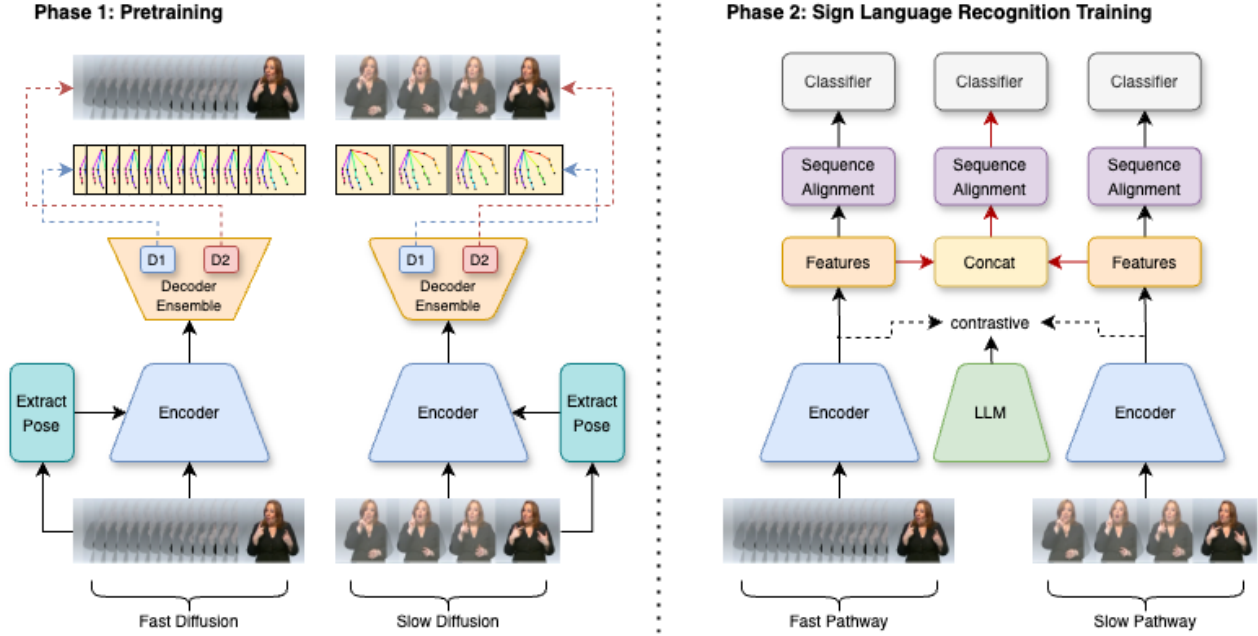 Phase 1: Pretraining
D1
D2
Decoder
Ensemble
D1
D2
Decoder
Ensemble
Extract
Pose
Encoder
Encoder
Extract
Pose
Fast Diffusion
Slow Diffusion
Phase 2: Sign Language Recognition Training
Classifier
Classifier
Classifier
Sequence
Alignment
Sequence
Alignment
Sequence
Alignment
Features
Concat
Features
contrastive
Encoder
LLM
Encoder
Fast Pathway
Slow Pathway